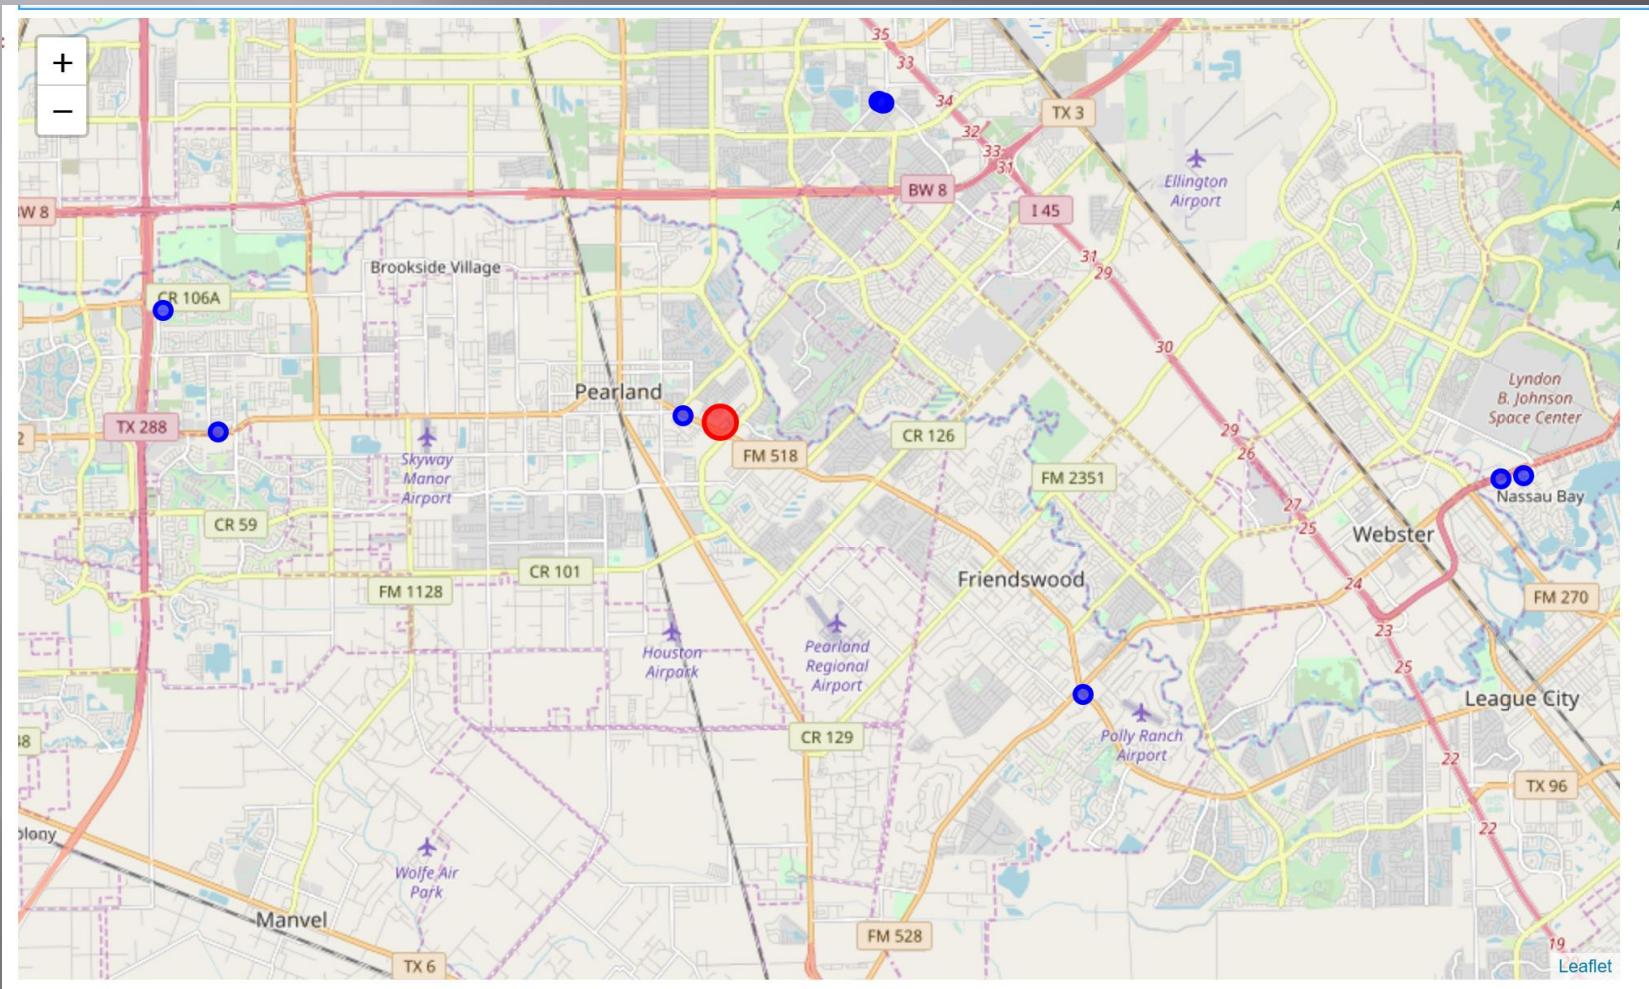 +
−
35
33
34
TX 3
32
33
31
BW 8
Ellington
Airport
BW 8
I 45
31
29
Brookside Village
CR 106A
30
Lyndon
B. Johnson
Space Center
Pearland
TX 288
2
CR 126
29
26
FM 518
Skyway
Manor
Airport
FM 2351
Nassau Bay
27
25
CR 59
Webster
CR 101
Friendswood
24
FM 1128
FM 270
23
Houston
Airpark
Pearland
Regional
Airport
25
League City
CR 129
Polly Ranch
Airport
22
TX 96
22
Wolfe Air
Park
Manvel
FM 528
19
TX 6
Leaflet